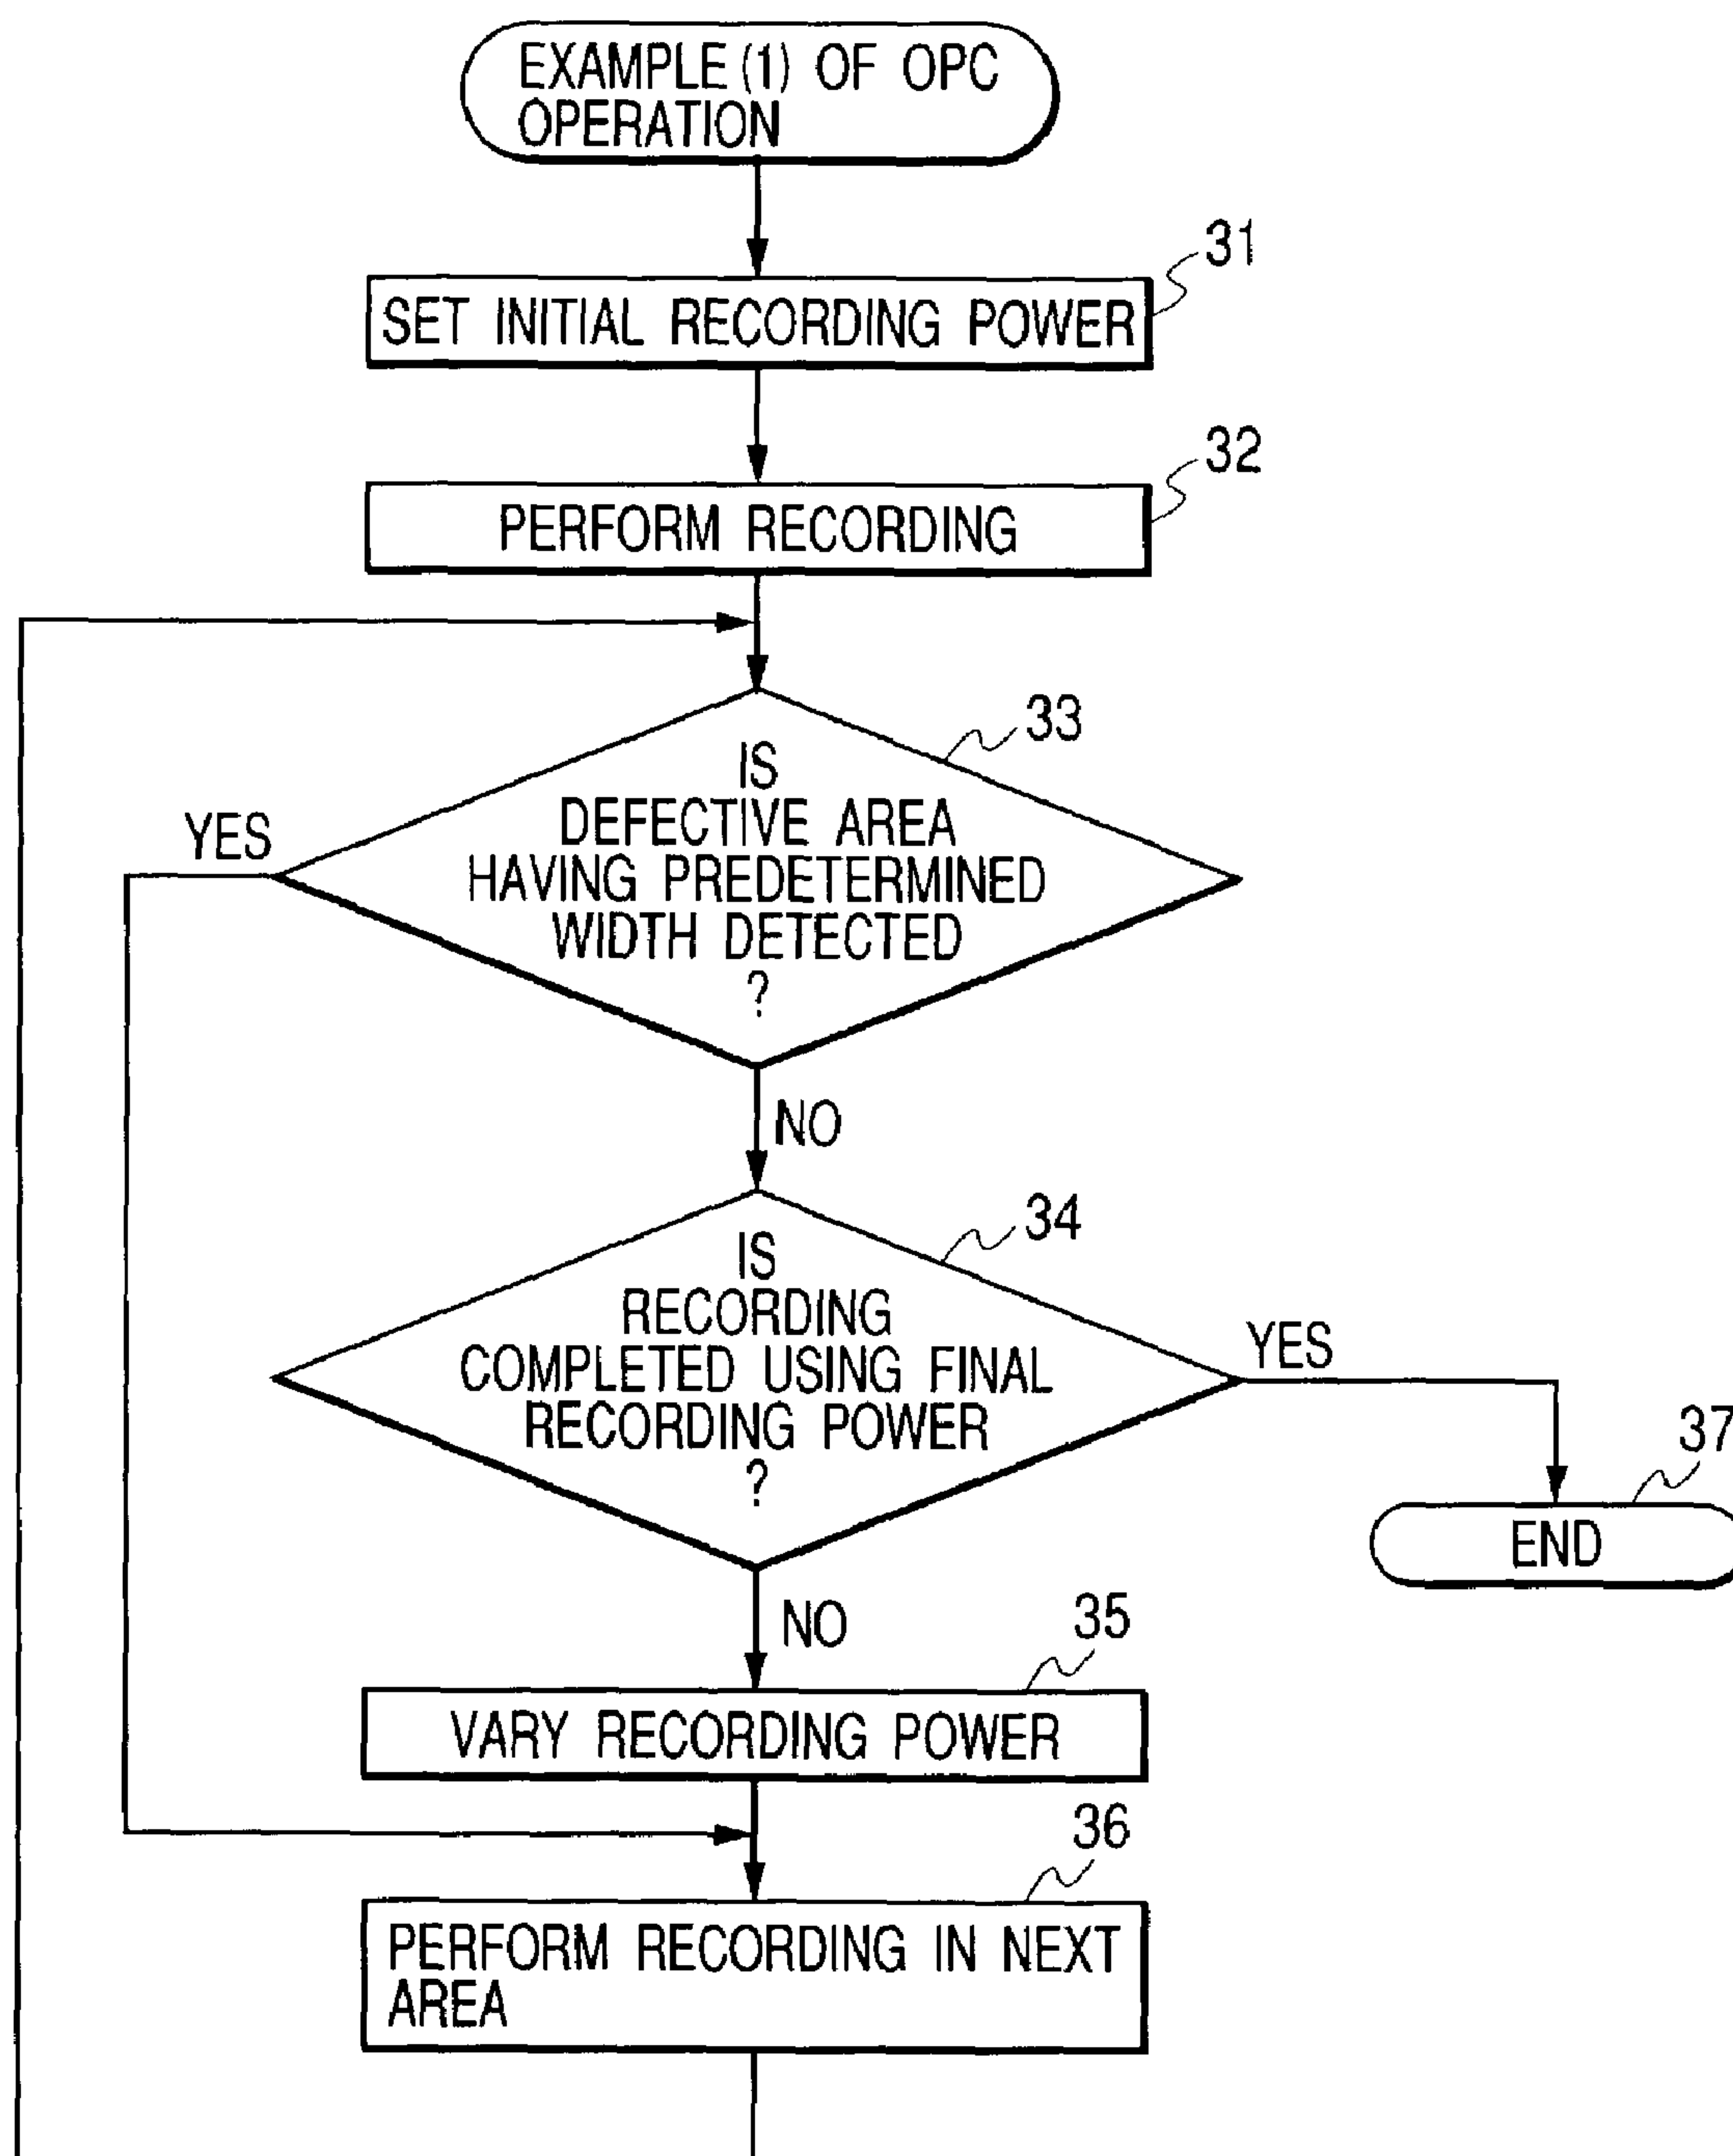 EXAMPLE (1) OF OPC
OPERATION
31
SET INITIAL RECORDING POWER
32
PERFORM RECORDING
33
IS
DEFECTIVE AREA
HAVING PREDETERMINED
WIDTH DETECTED
?
YES
NO
34
IS
RECORDING
COMPLETED USING FINAL
RECORDING POWER
?
YES
37
END
NO
35
VARY RECORDING POWER
36
PERFORM RECORDING IN NEXT
AREA